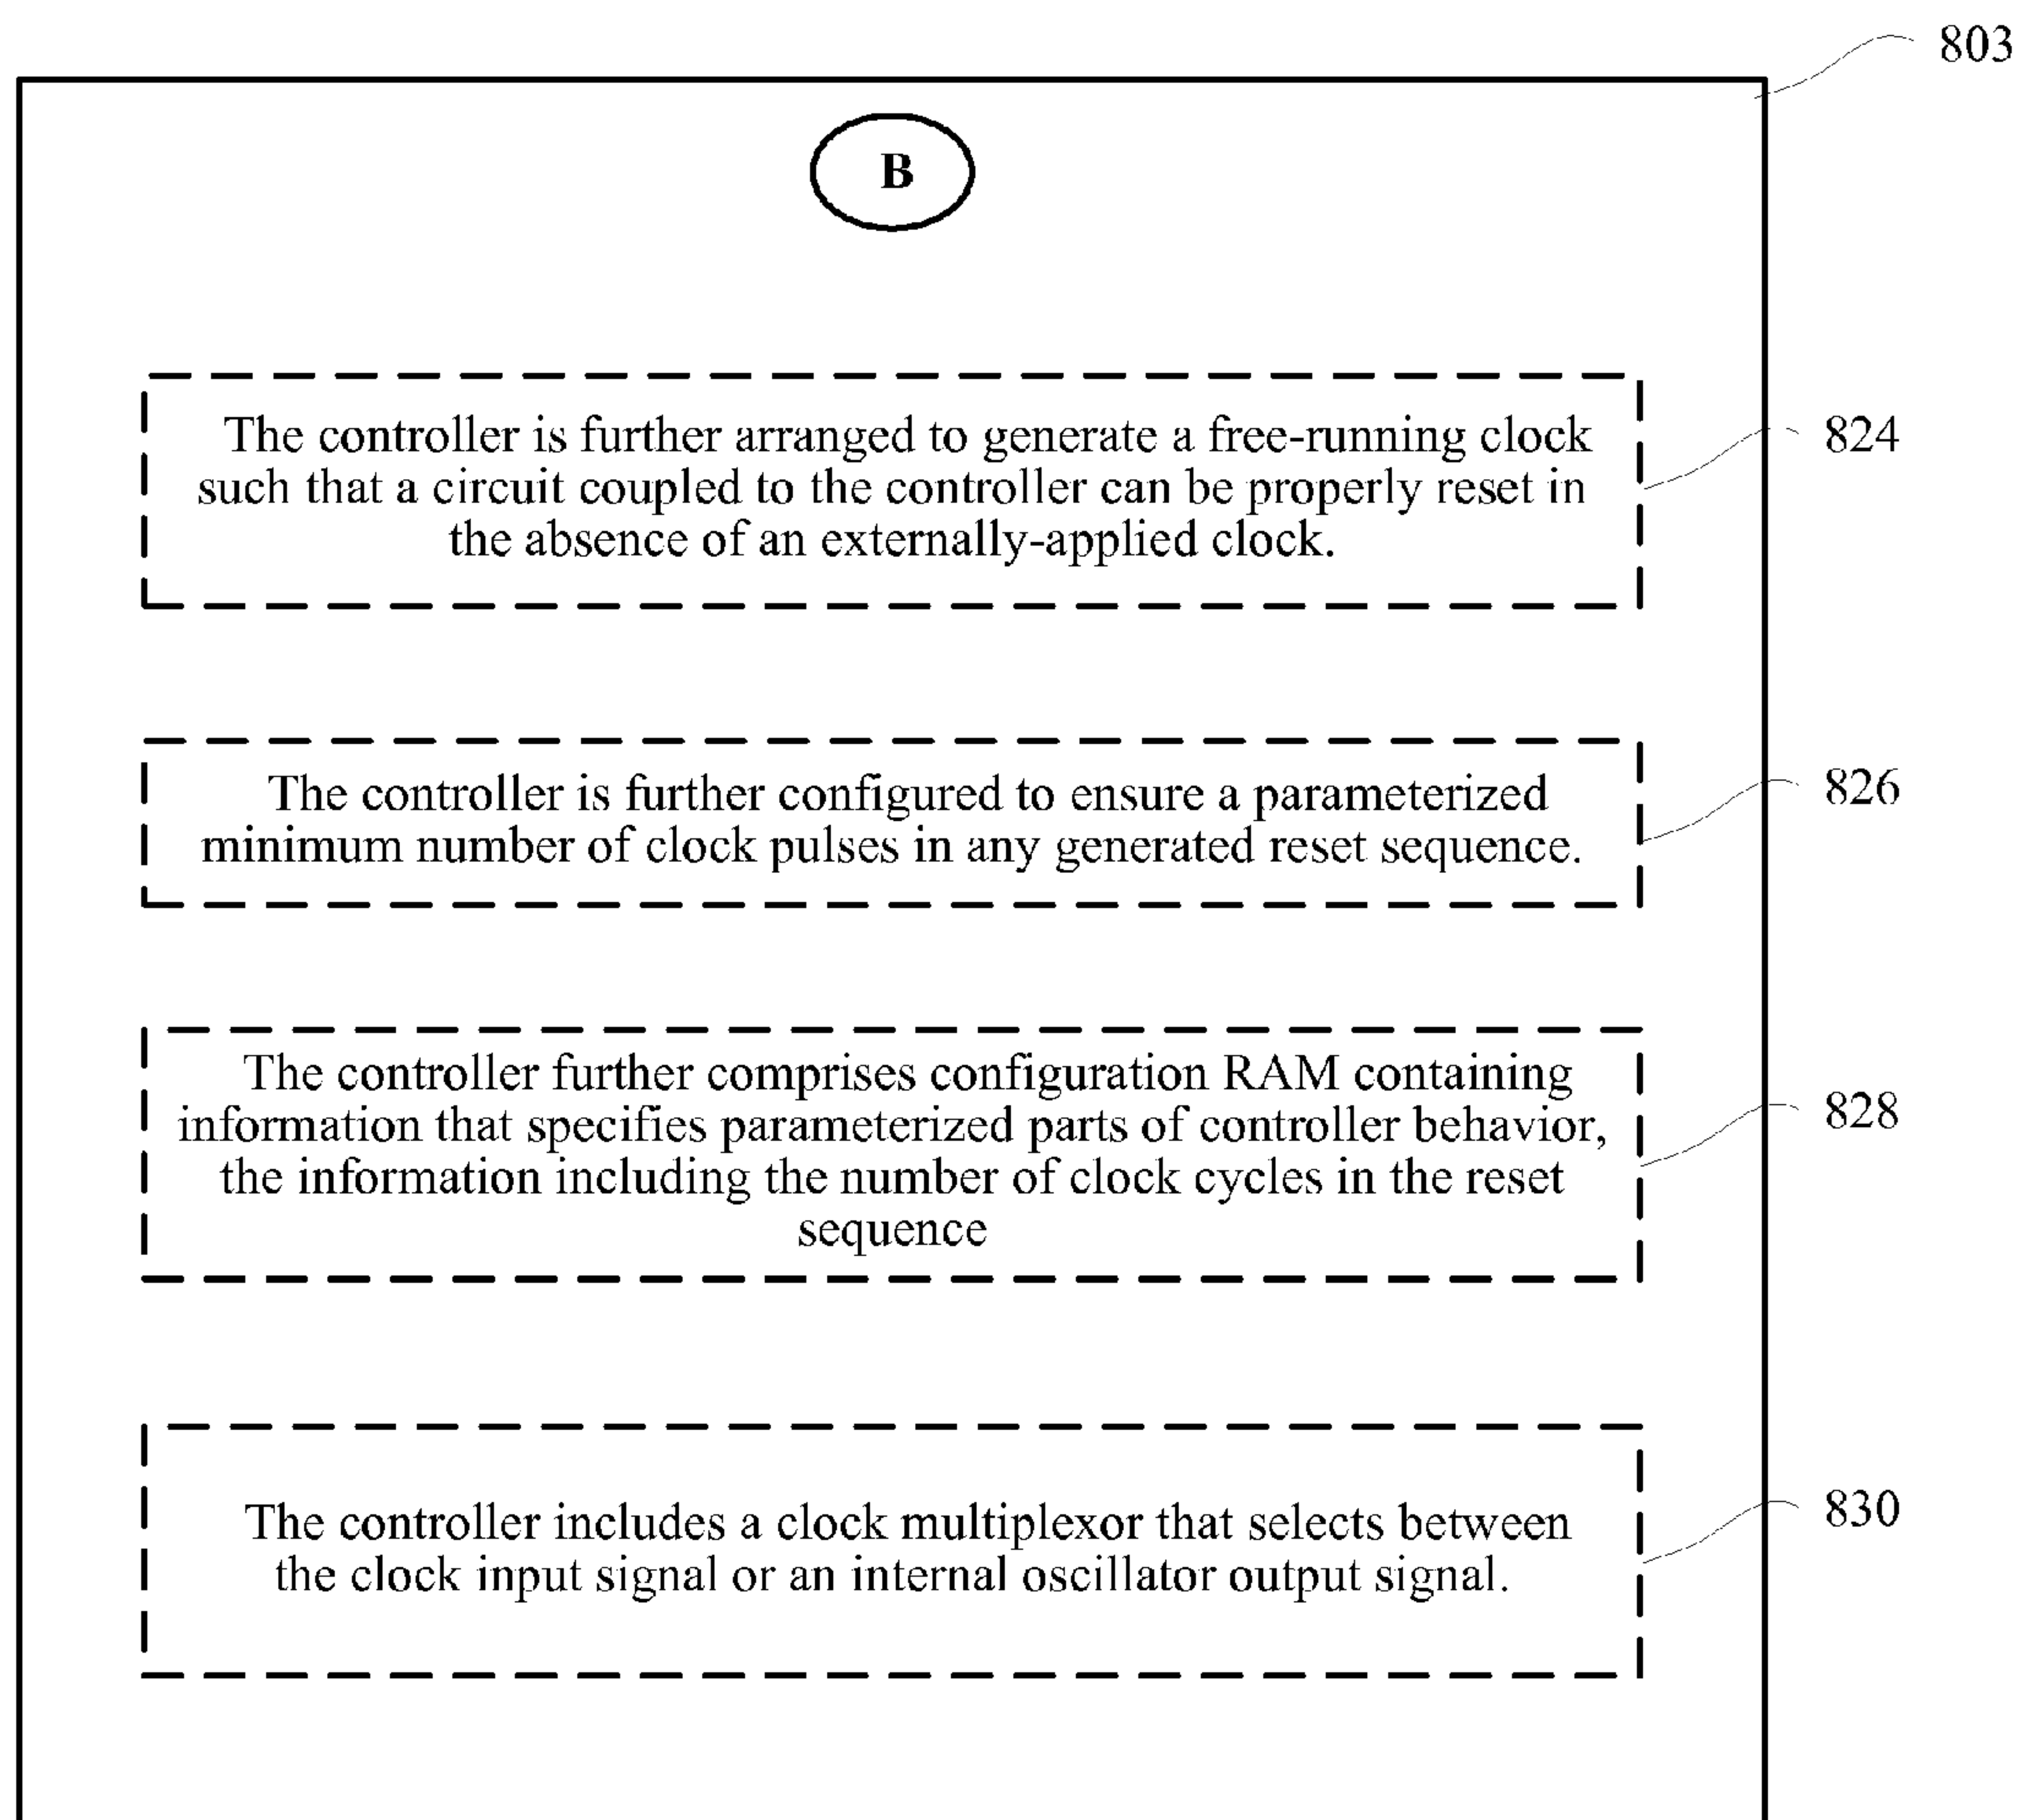 803
B
The controller is further arranged to generate a free-running clock
such that a circuit coupled to the controller can be properly reset in
the absence of an externally-applied clock.
824
The controller is further configured to ensure a parameterized
minimum number of clock pulses in any generated reset sequence.
826
The controller further comprises configuration RAM containing
information that specifies parameterized parts of controller behavior,
the information including the number of clock cycles in the reset
sequence
828
The controller includes a clock multiplexor that selects between
the clock input signal or an internal oscillator output signal.
830